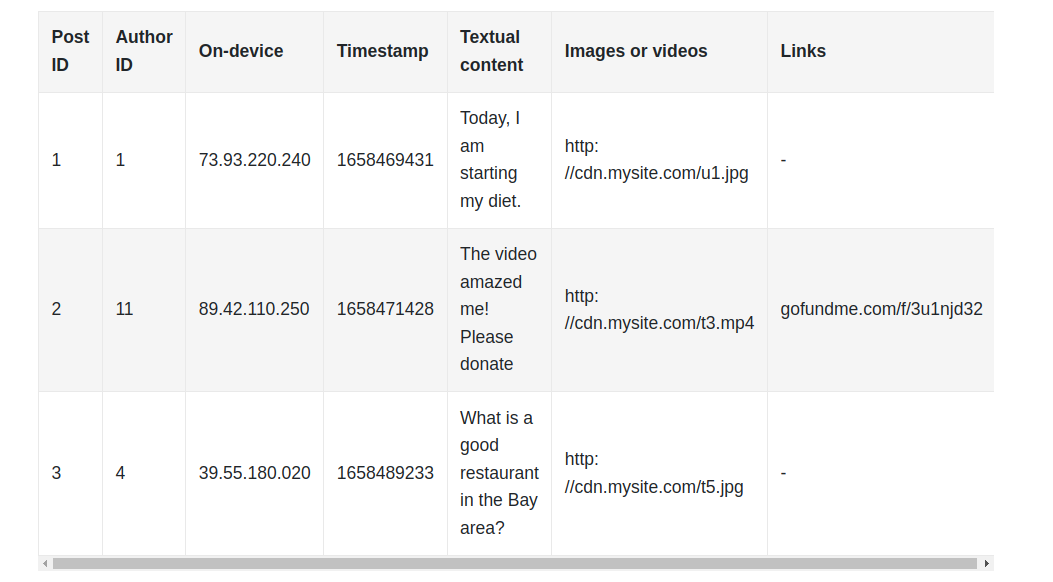 Post ID
Author ID
On-device
Timestamp
Textual content
Images or videos
Links
1
1
73.93.220.240
1658469431
Today, I
am
starting
my diet.
http:
//cdn.mysite.com/u1.jpg
-
2
11
89.42.110.250
1658471428
The video
amazed
me!
Please
donate
http:
//cdn.mysite.com/t3.mp4
gofundme.com/f/3u1njd32
3
4
39.55.180.020
1658489233
What is a
good
restaurant
in the Bay
area?
http:
//cdn.mysite.com/t5.jpg
-